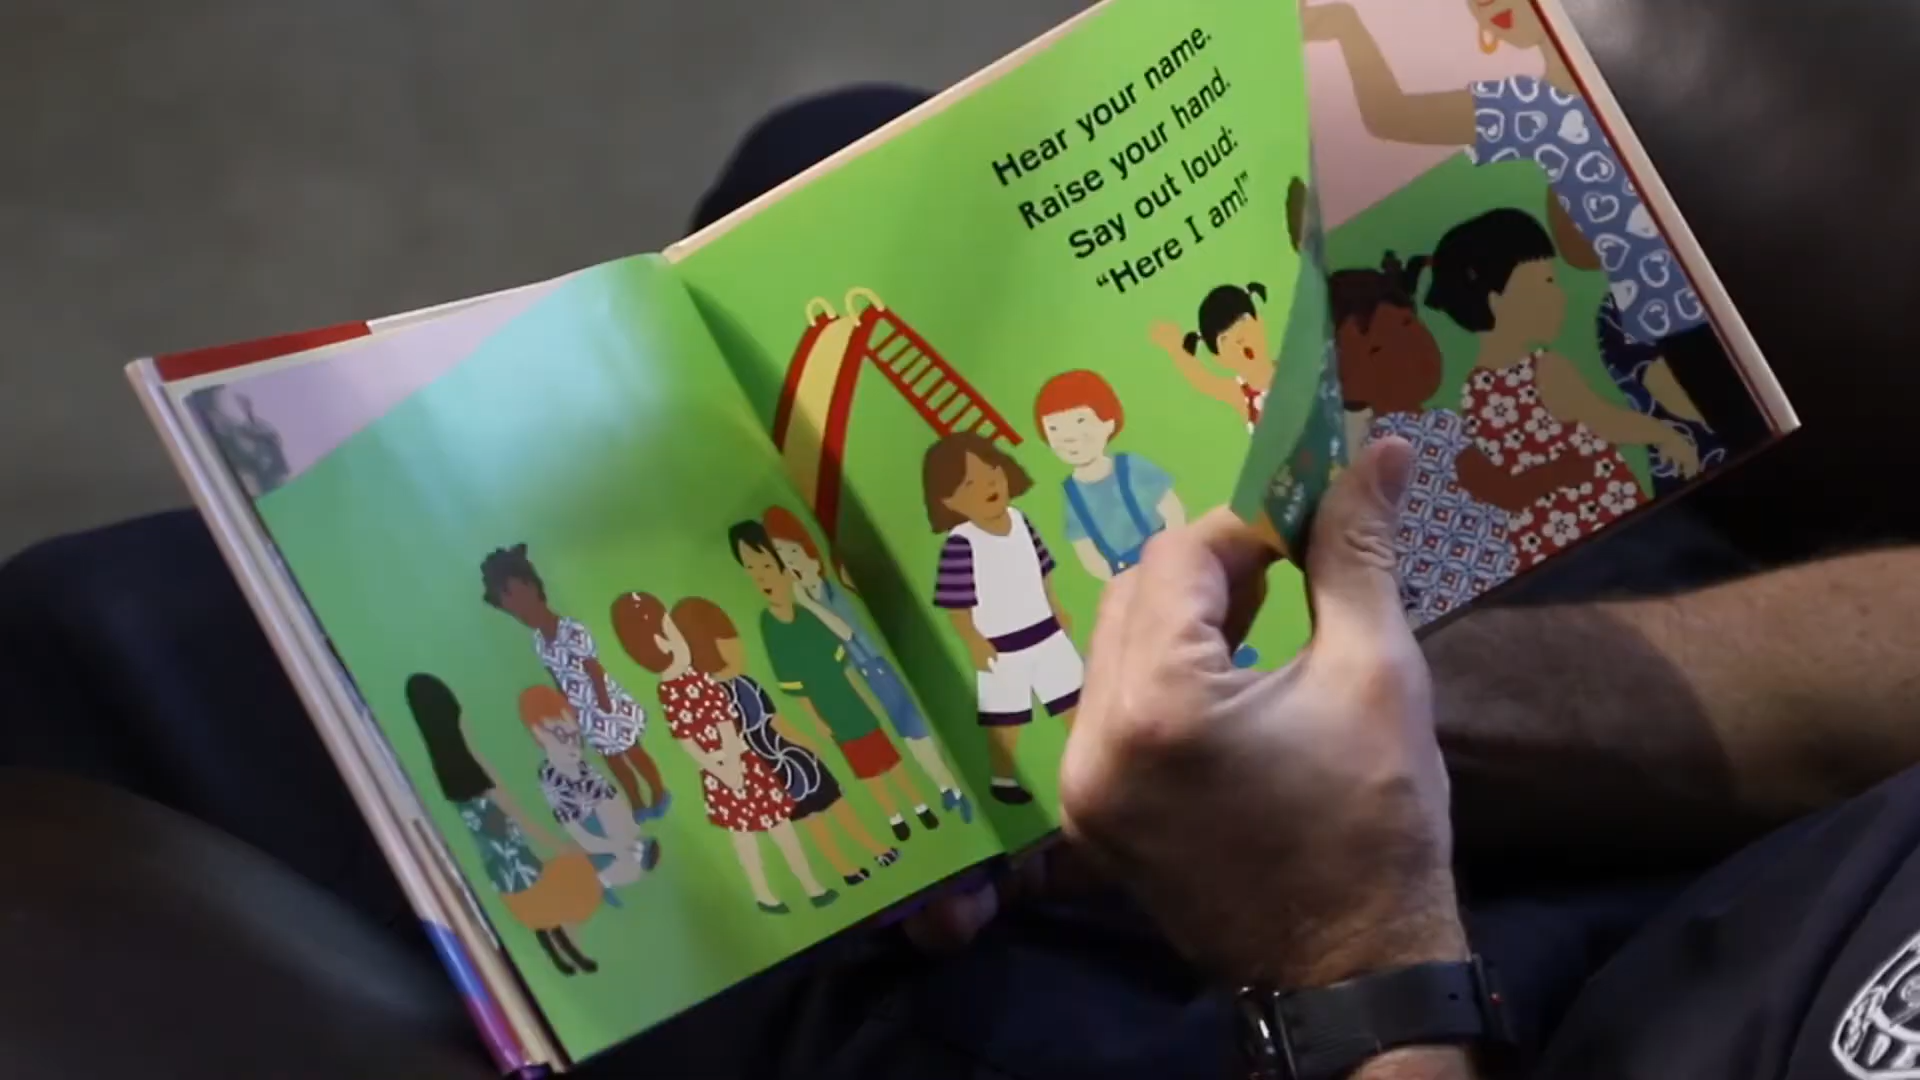 Hear your name.
Raise your hand.
Say out loud:
“Here I am!”